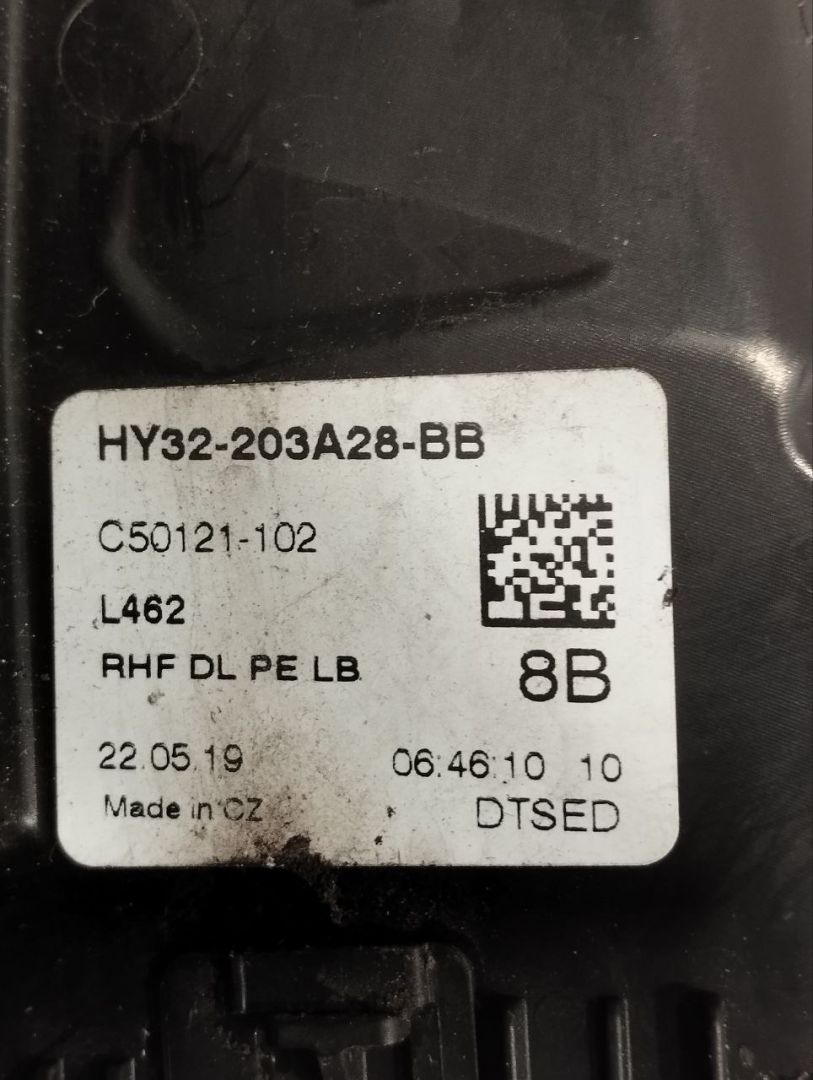 HY32-203A28-BB
C50121-102
L462
RHF DL PE LB
8B
22.05.19 06:46:10 10
Made in CZ DTSED